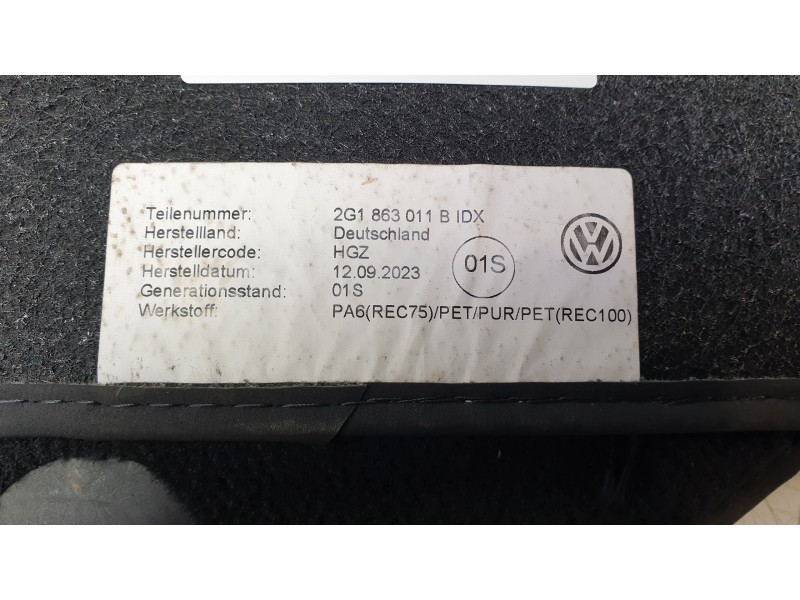 Teilenummer: 2G1 863 011 B IDX
Herstellland: Deutschland
Herstellercode: HGZ
Herstelldatum: 12.09.2023
Generationsstand: 01S
Werkstoff: PA6(REC75)/PET/PUR/PET(REC100)
01S
VW